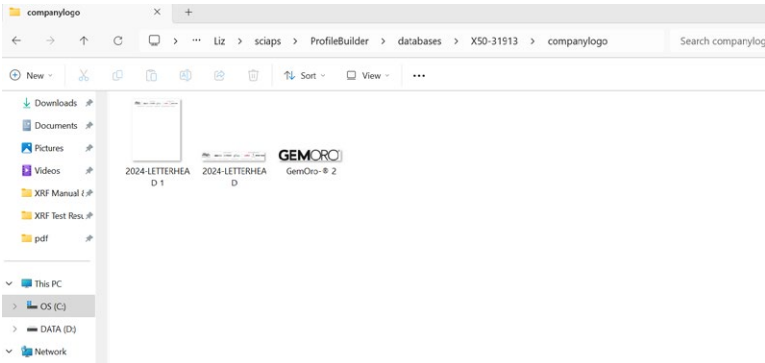 companylogo
Liz > sciaps > ProfileBuilder > databases > X50-31913 > companylogo
Search companylog
New
Sort
View
Downloads
Documents
Pictures
Videos
XRF Manual &
XRF Test Resu
pdf
This PC
OS (C:)
DATA (D:)
Network
2024-LETTERHEA
D 1
2024-LETTERHEA
D
GEMORO
GemOro-® 2